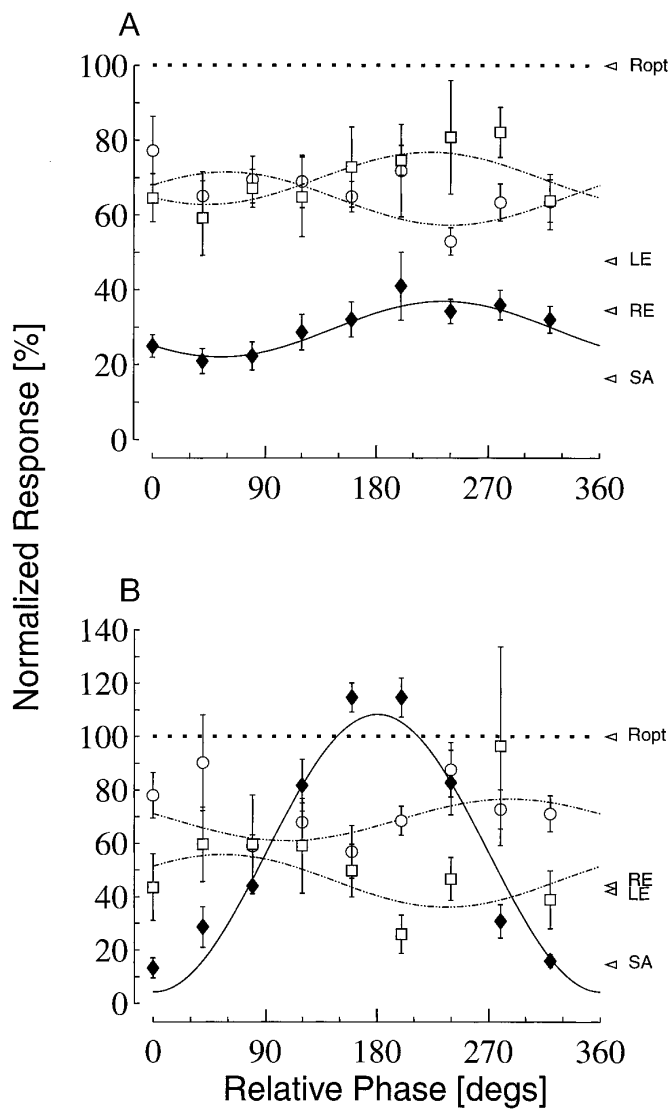 A
100
80
60
40
20
0
Ropt
LE
RE
SA
0 90 180 270 360
Normalized Response [%]
B
140
120
100
80
60
40
20
0
Ropt
RE
LE
SA
0 90 180 270 360
Relative Phase [degs]